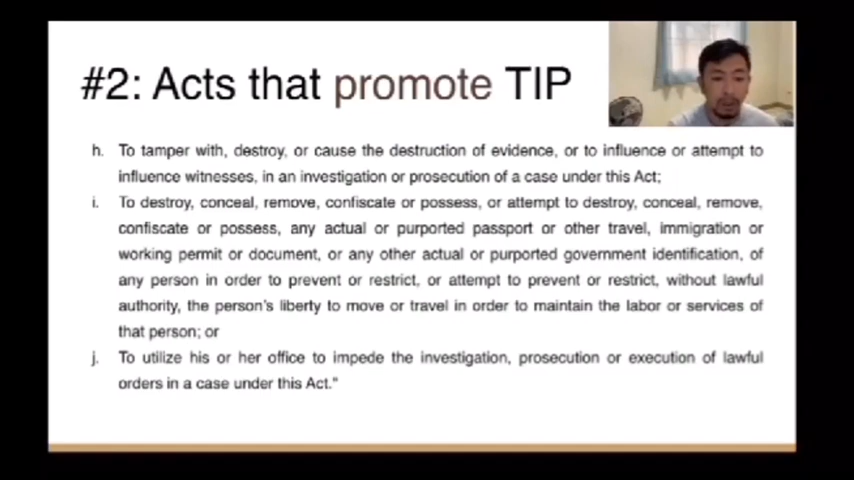 #2: Acts that promote TIP
h. To tamper with, destroy, or cause the destruction of evidence, or to influence or attempt to
influence witnesses, in an investigation or prosecution of a case under this Act;
i. To destroy, conceal, remove, confiscate or possess, or attempt to destroy, conceal, remove,
confiscate or possess, any actual or purported passport or other travel, immigration or
working permit or document, or any other actual or purported government identification, of
any person in order to prevent or restrict, or attempt to prevent or restrict, without lawful
authority, the person's liberty to move or travel in order to maintain the labor or services of
that person; or
j. To utilize his or her office to impede the investigation, prosecution or execution of lawful
orders in a case under this Act."